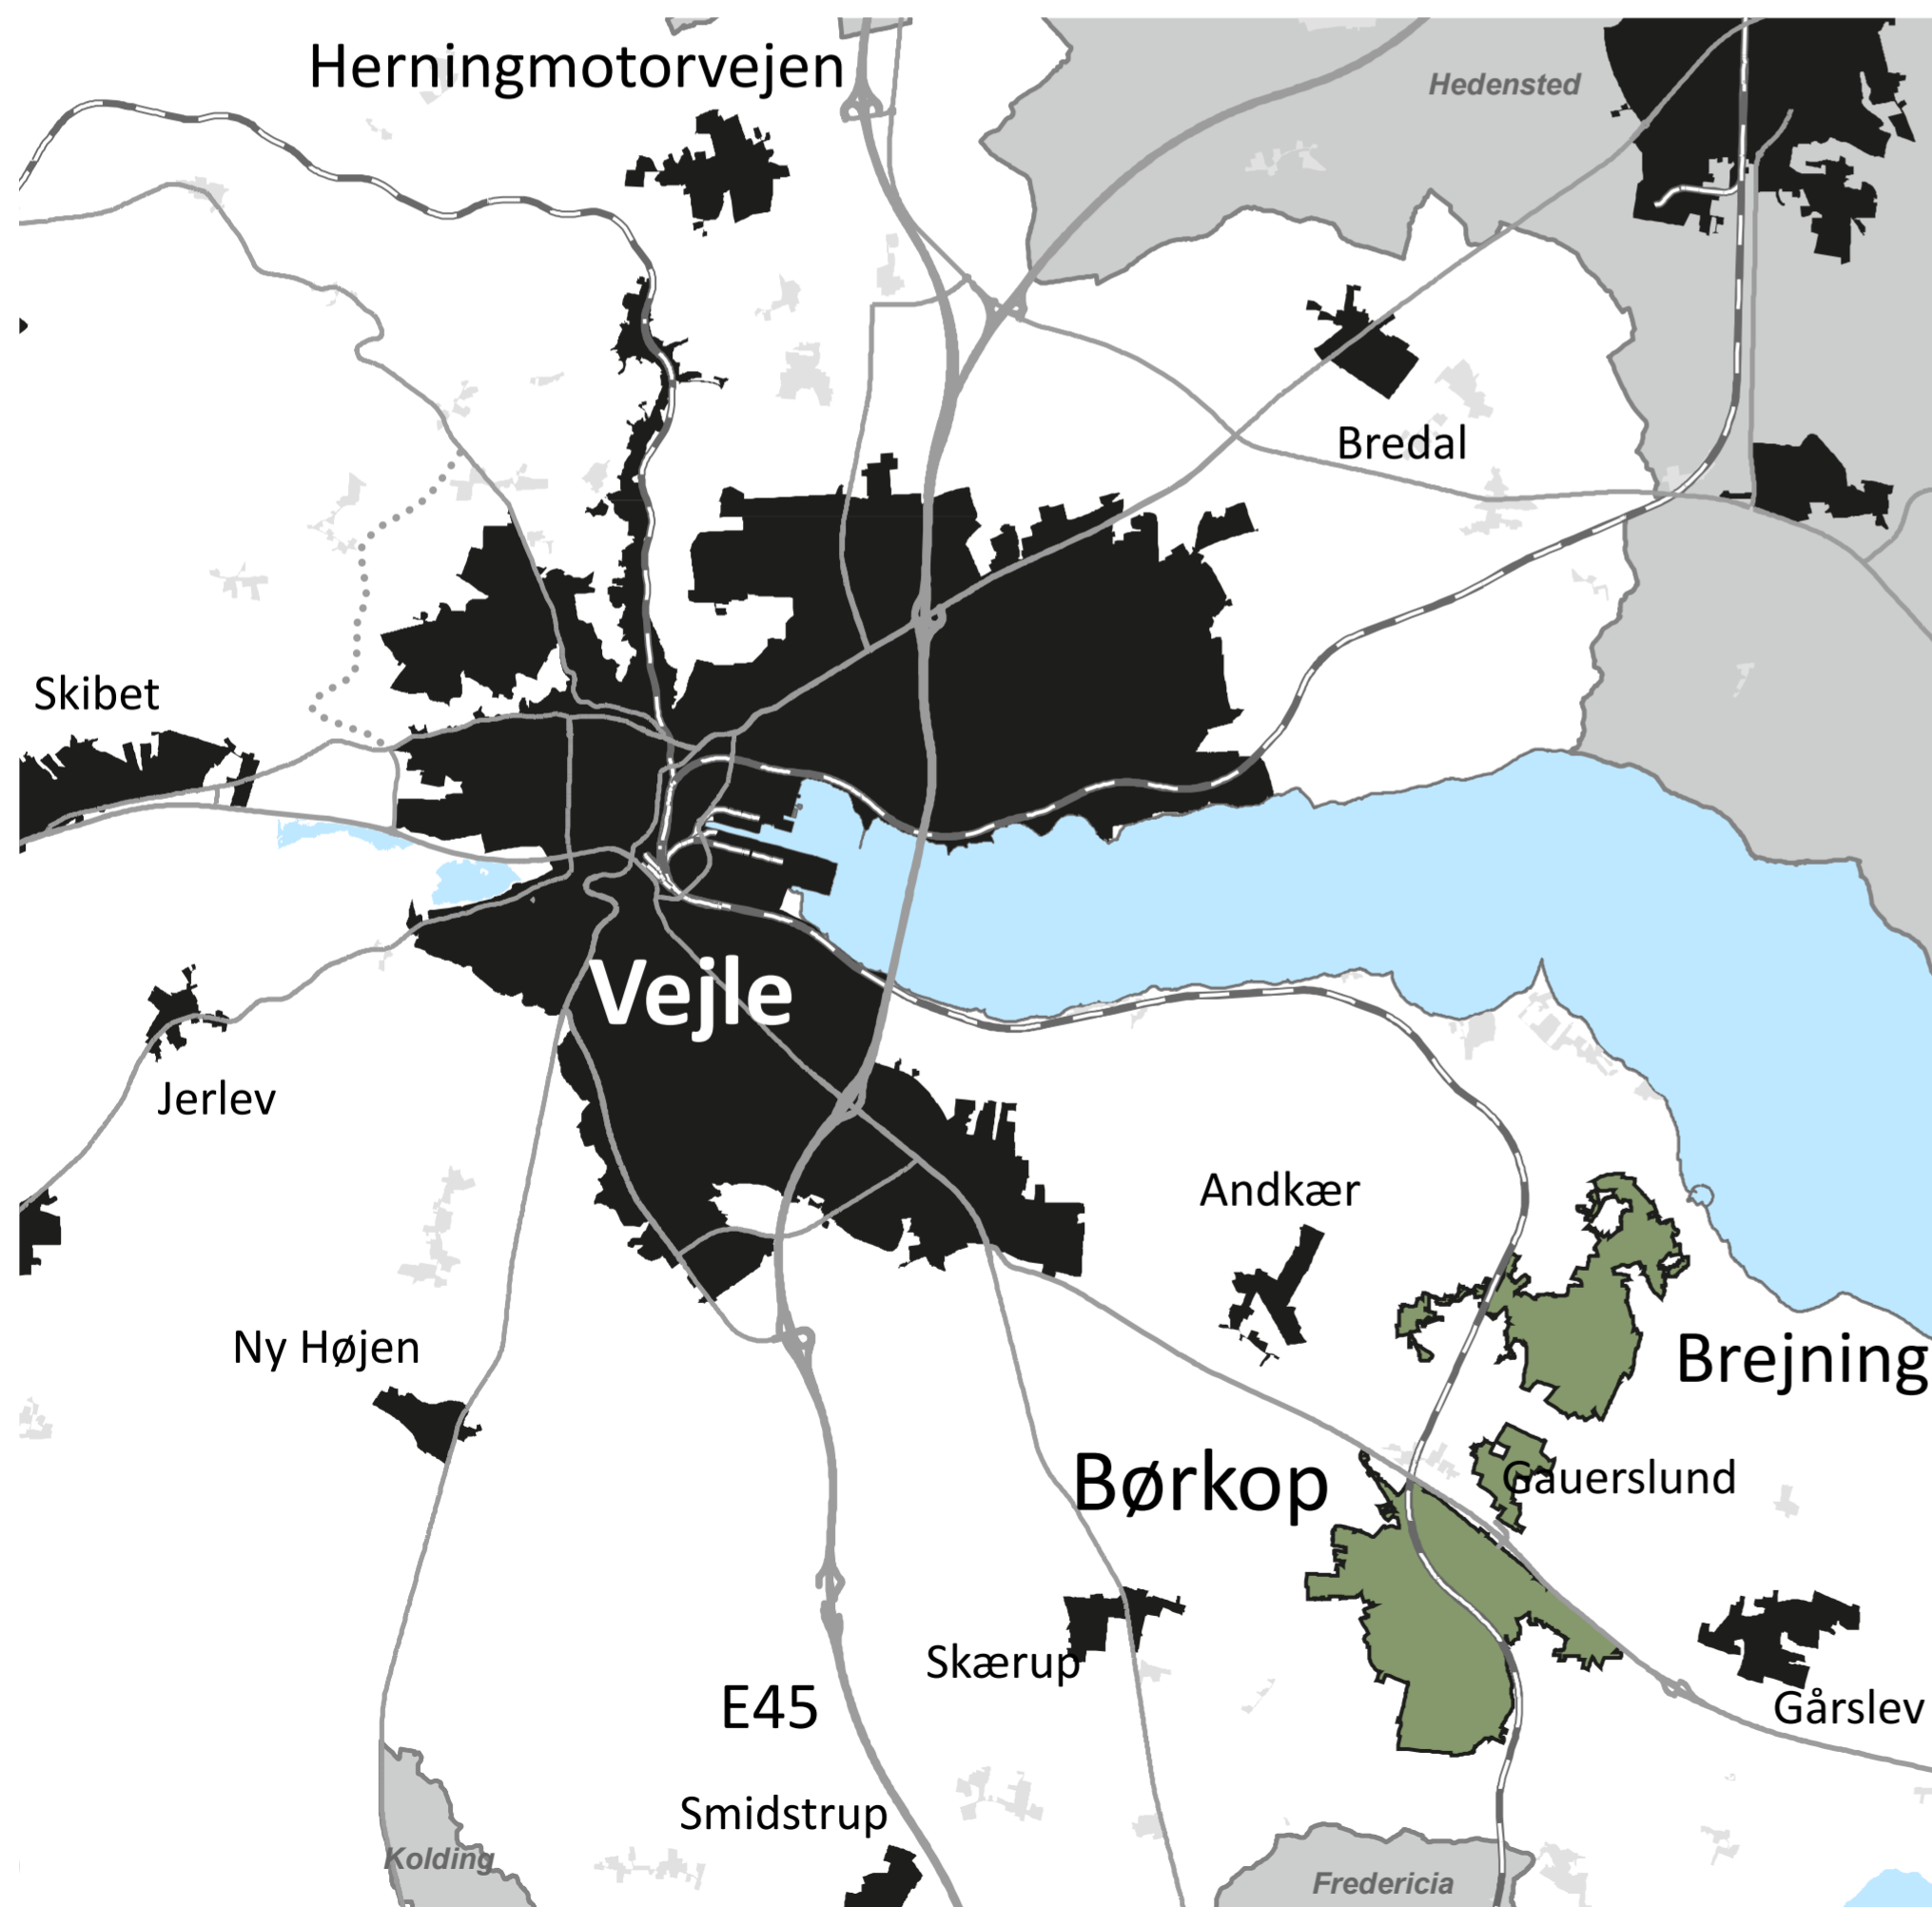 Herningmotorvejen
Hedensted
Bredal
Skibet
Vejle
Jerlev
Andkær
Ny Højen
Brejning
Børkop
Gauerslund
Skærup
E45
Gårslev
Smidstrup
Kolding
Fredericia